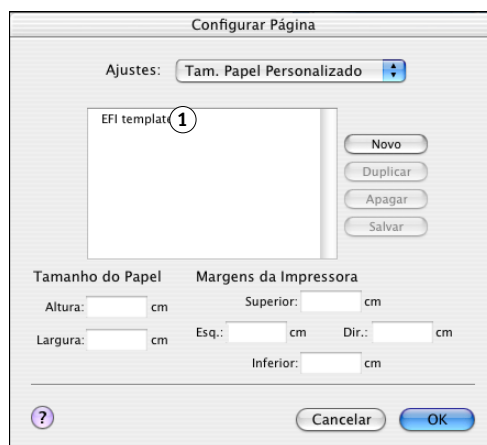 Configurar Página
Ajustes: Tam. Papel Personalizado
EFI template 1
Novo
Duplicar
Apagar
Salvar
Tamanho do Papel
Altura: cm
Largura: cm
Margens da Impressora
Superior: cm
Esq.: cm Dir.: cm
Inferior: cm
?
Cancelar OK